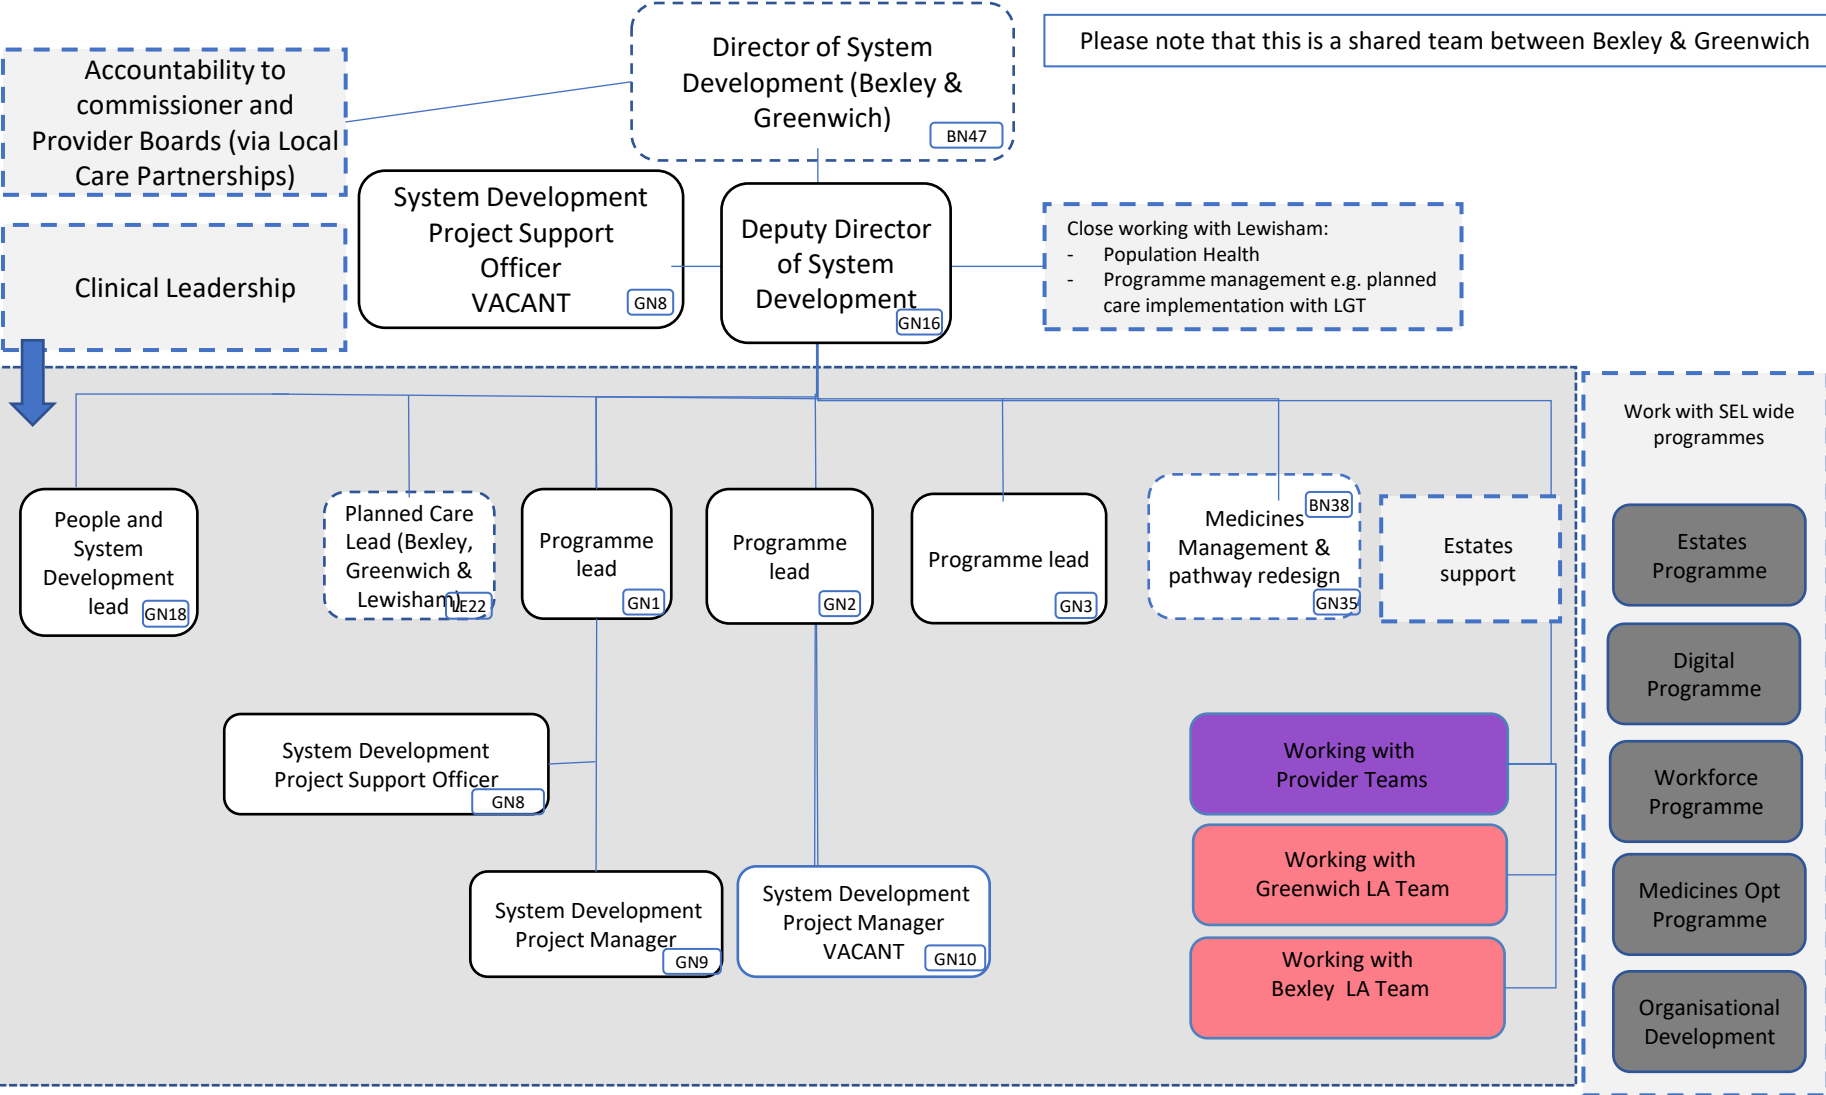 Please note that this is a shared team between Bexley & Greenwich
Director of System
Development (Bexley &
Greenwich)
BN47
Accountability to
commissioner and
Provider Boards (via Local
Care Partnerships)
System Development
Project Support
Officer
VACANT
GN8
Deputy Director
of System
Development
GN16
Close working with Lewisham:
- Population Health
- Programme management e.g. planned
care implementation with LGT
Clinical Leadership
Work with SEL wide
programmes
People and
System
Development
lead
GN18
Planned Care
Lead (Bexley,
Greenwich &
Lewisham)
LE22
Programme
lead
GN1
Programme
lead
GN2
Programme lead
GN3
BN38
Medicines
Management &
pathway redesign
GN35
Estates
support
Estates
Programme
Digital
Programme
Workforce
Programme
Medicines Opt
Programme
Organisational
Development
System Development
Project Support Officer
GN8
Working with
Provider Teams
Working with
Greenwich LA Team
Working with
Bexley  LA Team
System Development
Project Manager
GN9
System Development
Project Manager
VACANT
GN10